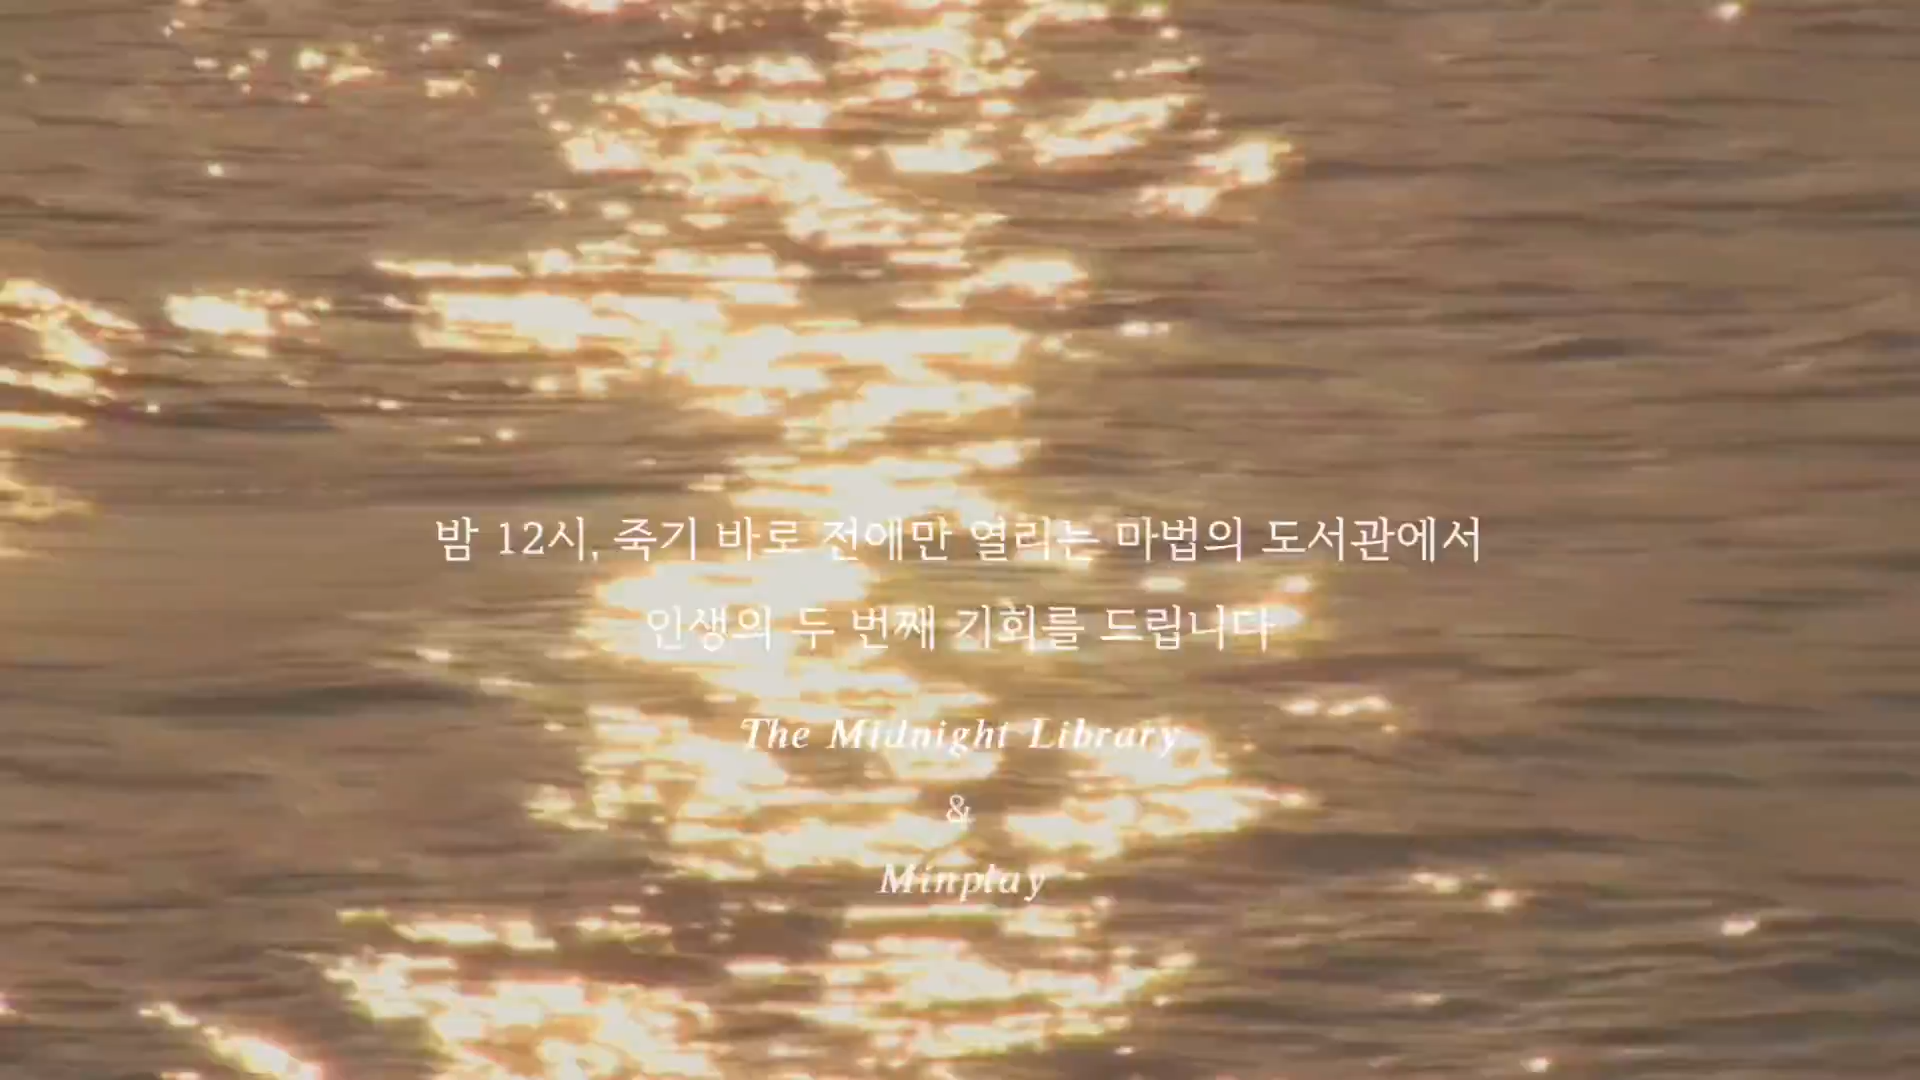 밤 12시, 죽기 바로 전에만 열리는 마법의 도서관에서
인생의 두 번째 기회를 드립니다
The Midnight Library
&
Minplay